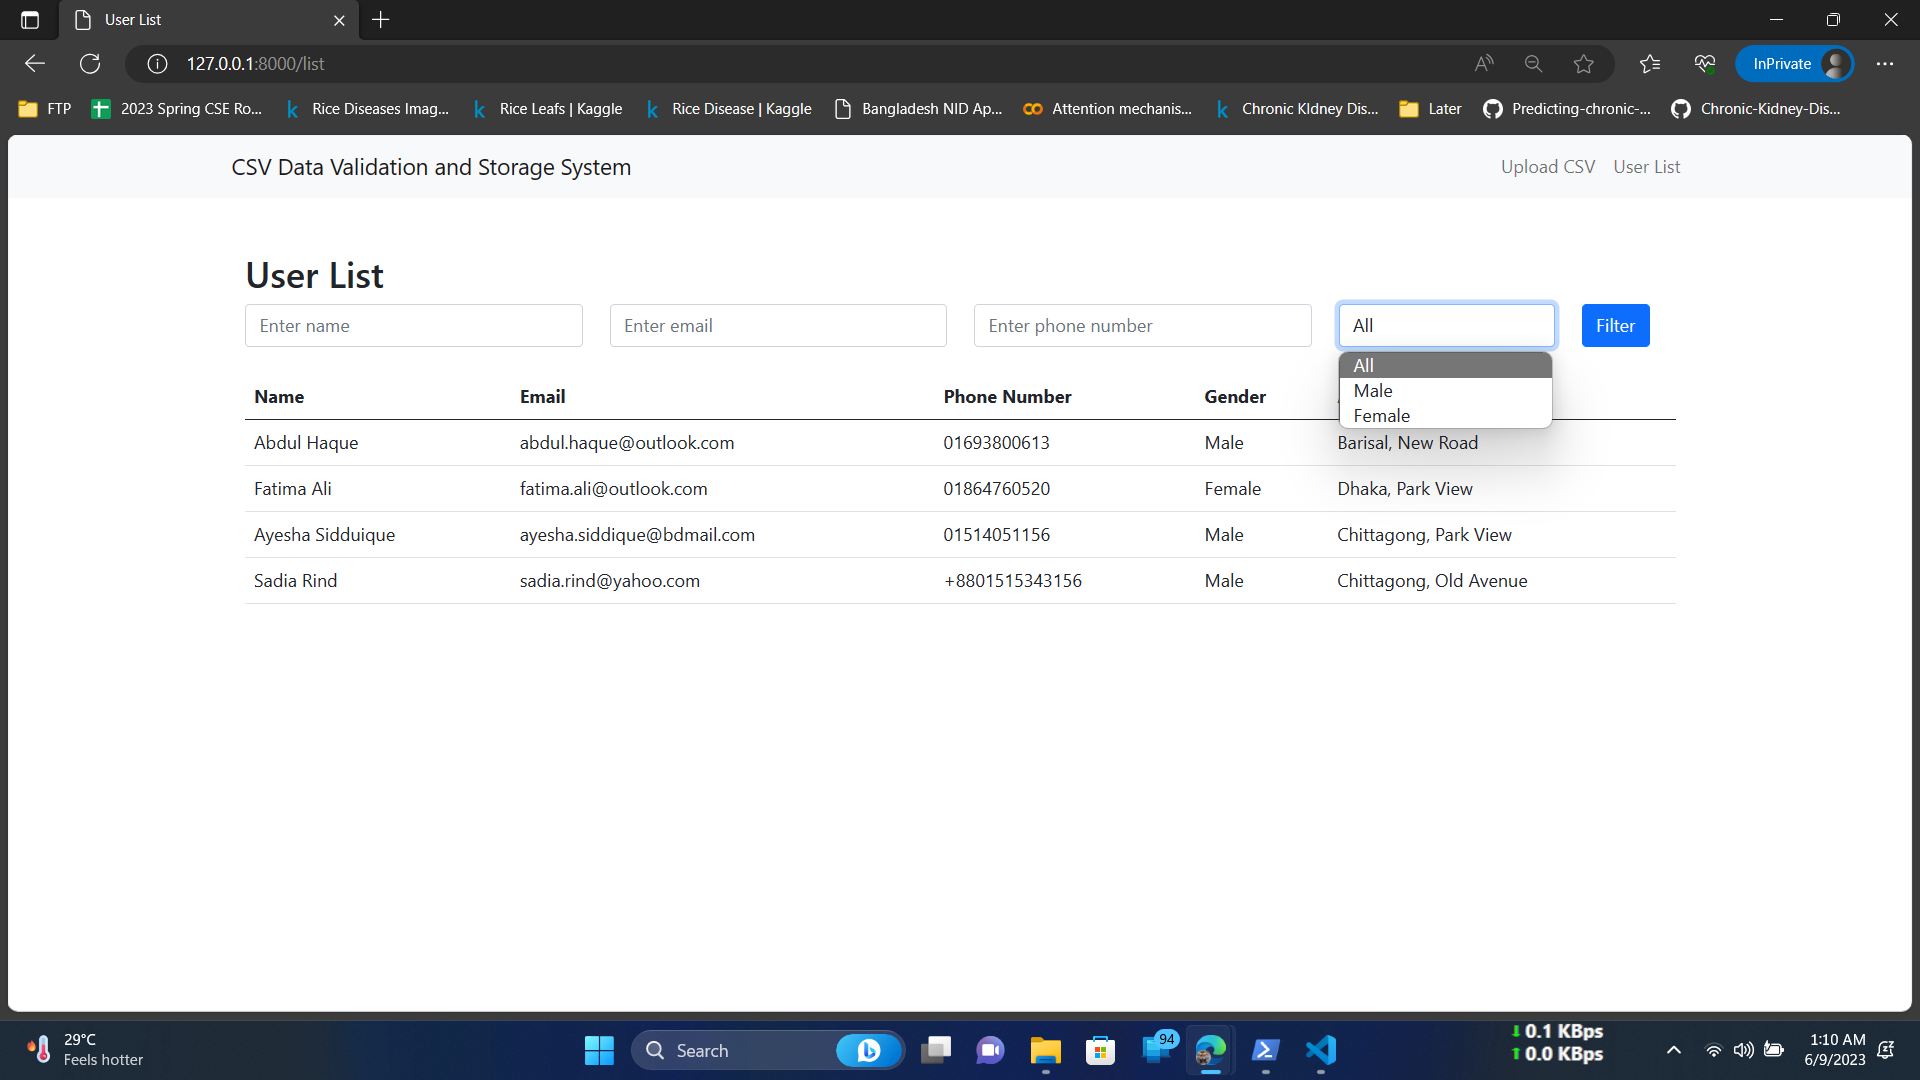 User List
127.0.0.1:8000/list
InPrivate
FTP 2023 Spring CSE Ro... Rice Diseases Imag... Rice Leafs | Kaggle Rice Disease | Kaggle Bangladesh NID Ap... Attention mechanis... Chronic KIdney Dis... Later Predicting-chronic-... Chronic-Kidney-Dis...
CSV Data Validation and Storage System Upload CSV User List
User List
Enter name Enter email Enter phone number All Filter
All
Male
Female
Name Email Phone Number Gender
Abdul Haque abdul.haque@outlook.com 01693800613 Male Barisal, New Road
Fatima Ali fatima.ali@outlook.com 01864760520 Female Dhaka, Park View
Ayesha Sidduique ayesha.siddique@bdmail.com 01514051156 Male Chittagong, Park View
Sadia Rind sadia.rind@yahoo.com +8801515343156 Male Chittagong, Old Avenue
29°C
Feels hotter
Search
94
0.1 KBps
0.0 KBps
1:10 AM
6/9/2023